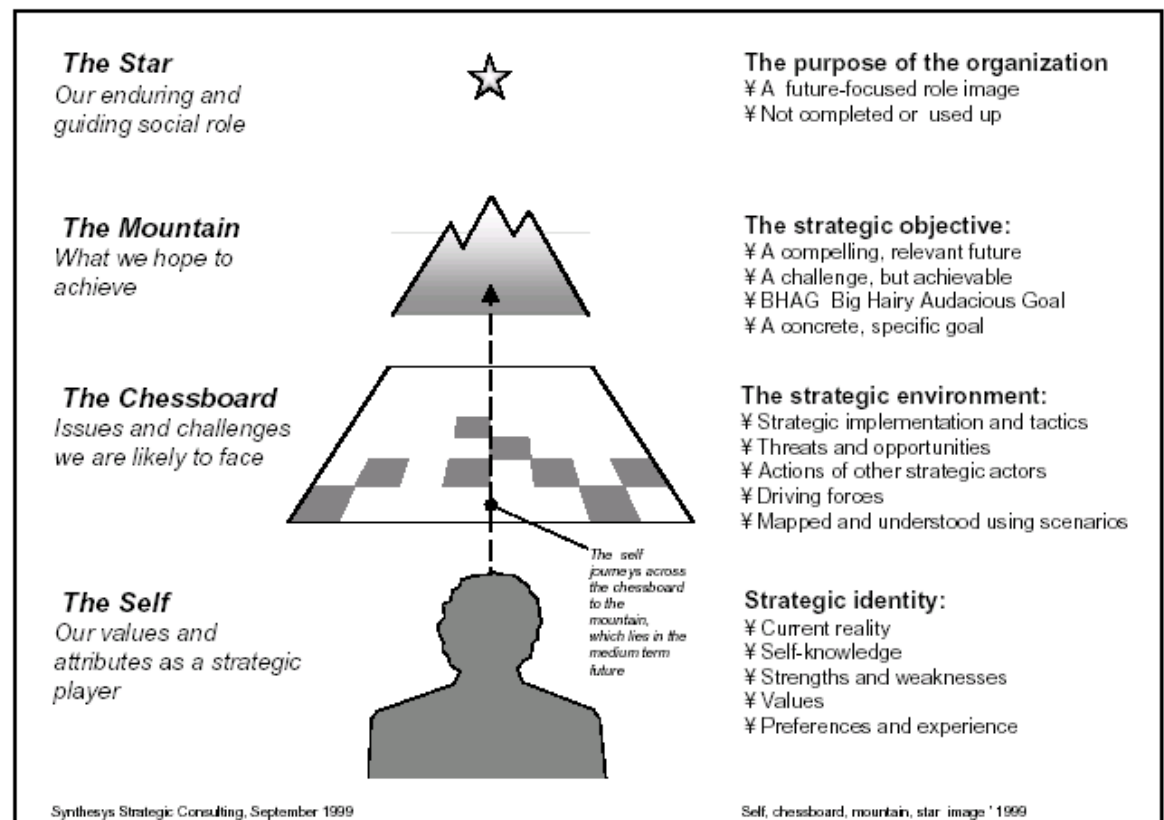 The Star
Our enduring and
guiding social role
The purpose of the organization
¥ A future-focused role image
¥ Not completed or used up
The Mountain
What we hope to
achieve
The strategic objective:
¥ A compelling, relevant future
¥ A challenge, but achievable
¥ BHAG Big Hairy Audacious Goal
¥ A concrete, specific goal
The Chessboard
Issues and challenges
we are likely to face
The strategic environment:
¥ Strategic implementation and tactics
¥ Threats and opportunities
¥ Actions of other strategic actors
¥ Driving forces
¥ Mapped and understood using scenarios
The self
journeys across
the chessboard
to the
mountain,
which lies in the
medium term
future
The Self
Our values and
attributes as a strategic
player
Strategic identity:
¥ Current reality
¥ Self-knowledge
¥ Strengths and weaknesses
¥ Values
¥ Preferences and experience
Synthesys Strategic Consulting, September 1999
Self, chessboard, mountain, star image ' 1999